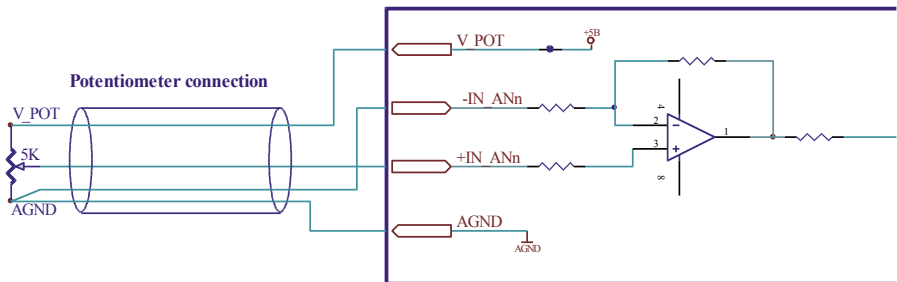 Potentiometer connection
V_POT
5K
AGND
V_POT
+5B
-IN_ANn
+IN_ANn
AGND
AGND
4
2
3
1
8